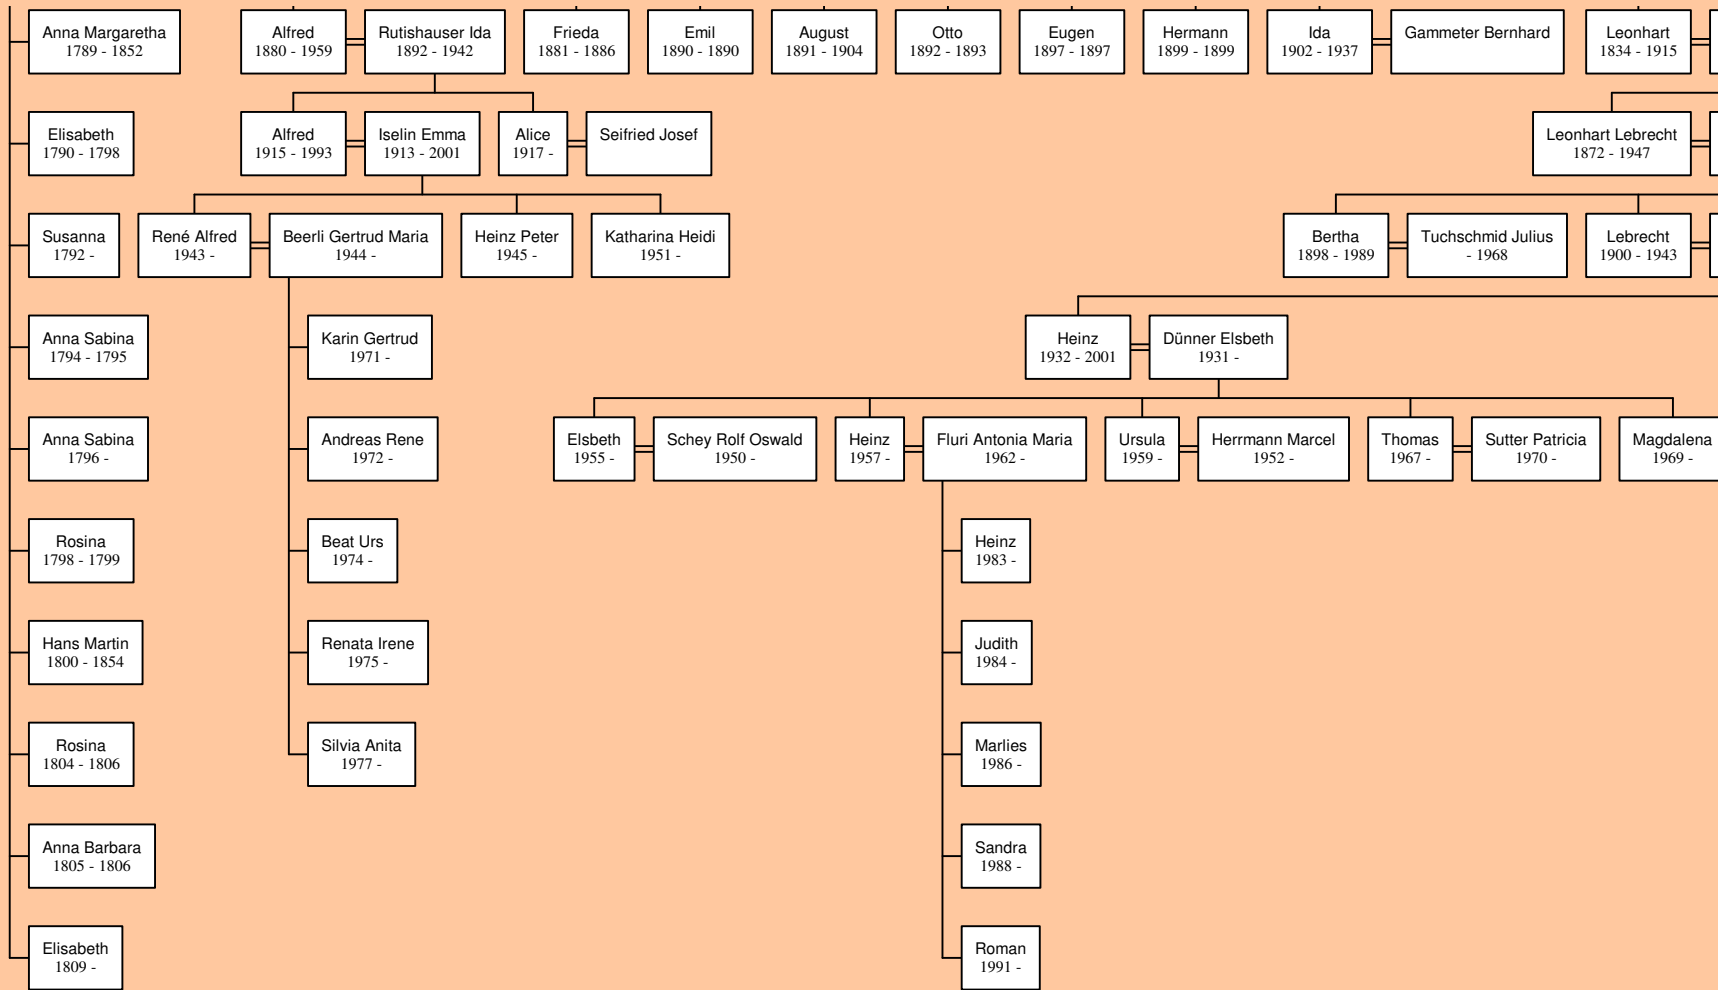 Anna Margaretha
1789 - 1852
Alfred
1880 - 1959
Rutishauser Ida
1892 - 1942
Frieda
1881 - 1886
Emil
1890 - 1890
August
1891 - 1904
Otto
1892 - 1893
Eugen
1897 - 1897
Hermann
1899 - 1899
Ida
1902 - 1937
Gammeter Bernhard
Leonhart
1834 - 1915
Elisabeth
1790 - 1798
Alfred
1915 - 1993
Iselin Emma
1913 - 2001
Alice
1917 -
Seifried Josef
Leonhart Lebrecht
1872 - 1947
Susanna
1792 -
René Alfred
1943 -
Beerli Gertrud Maria
1944 -
Heinz Peter
1945 -
Katharina Heidi
1951 -
Bertha
1898 - 1989
Tuchschmid Julius
- 1968
Lebrecht
1900 - 1943
Anna Sabina
1794 - 1795
Karin Gertrud
1971 -
Heinz
1932 - 2001
Dünner Elsbeth
1931 -
Anna Sabina
1796 -
Andreas Rene
1972 -
Elsbeth
1955 -
Schey Rolf Oswald
1950 -
Heinz
1957 -
Fluri Antonia Maria
1962 -
Ursula
1959 -
Herrmann Marcel
1952 -
Thomas
1967 -
Sutter Patricia
1970 -
Magdalena
1969 -
Rosina
1798 - 1799
Beat Urs
1974 -
Heinz
1983 -
Hans Martin
1800 - 1854
Renata Irene
1975 -
Judith
1984 -
Rosina
1804 - 1806
Silvia Anita
1977 -
Marlies
1986 -
Anna Barbara
1805 - 1806
Sandra
1988 -
Elisabeth
1809 -
Roman
1991 -